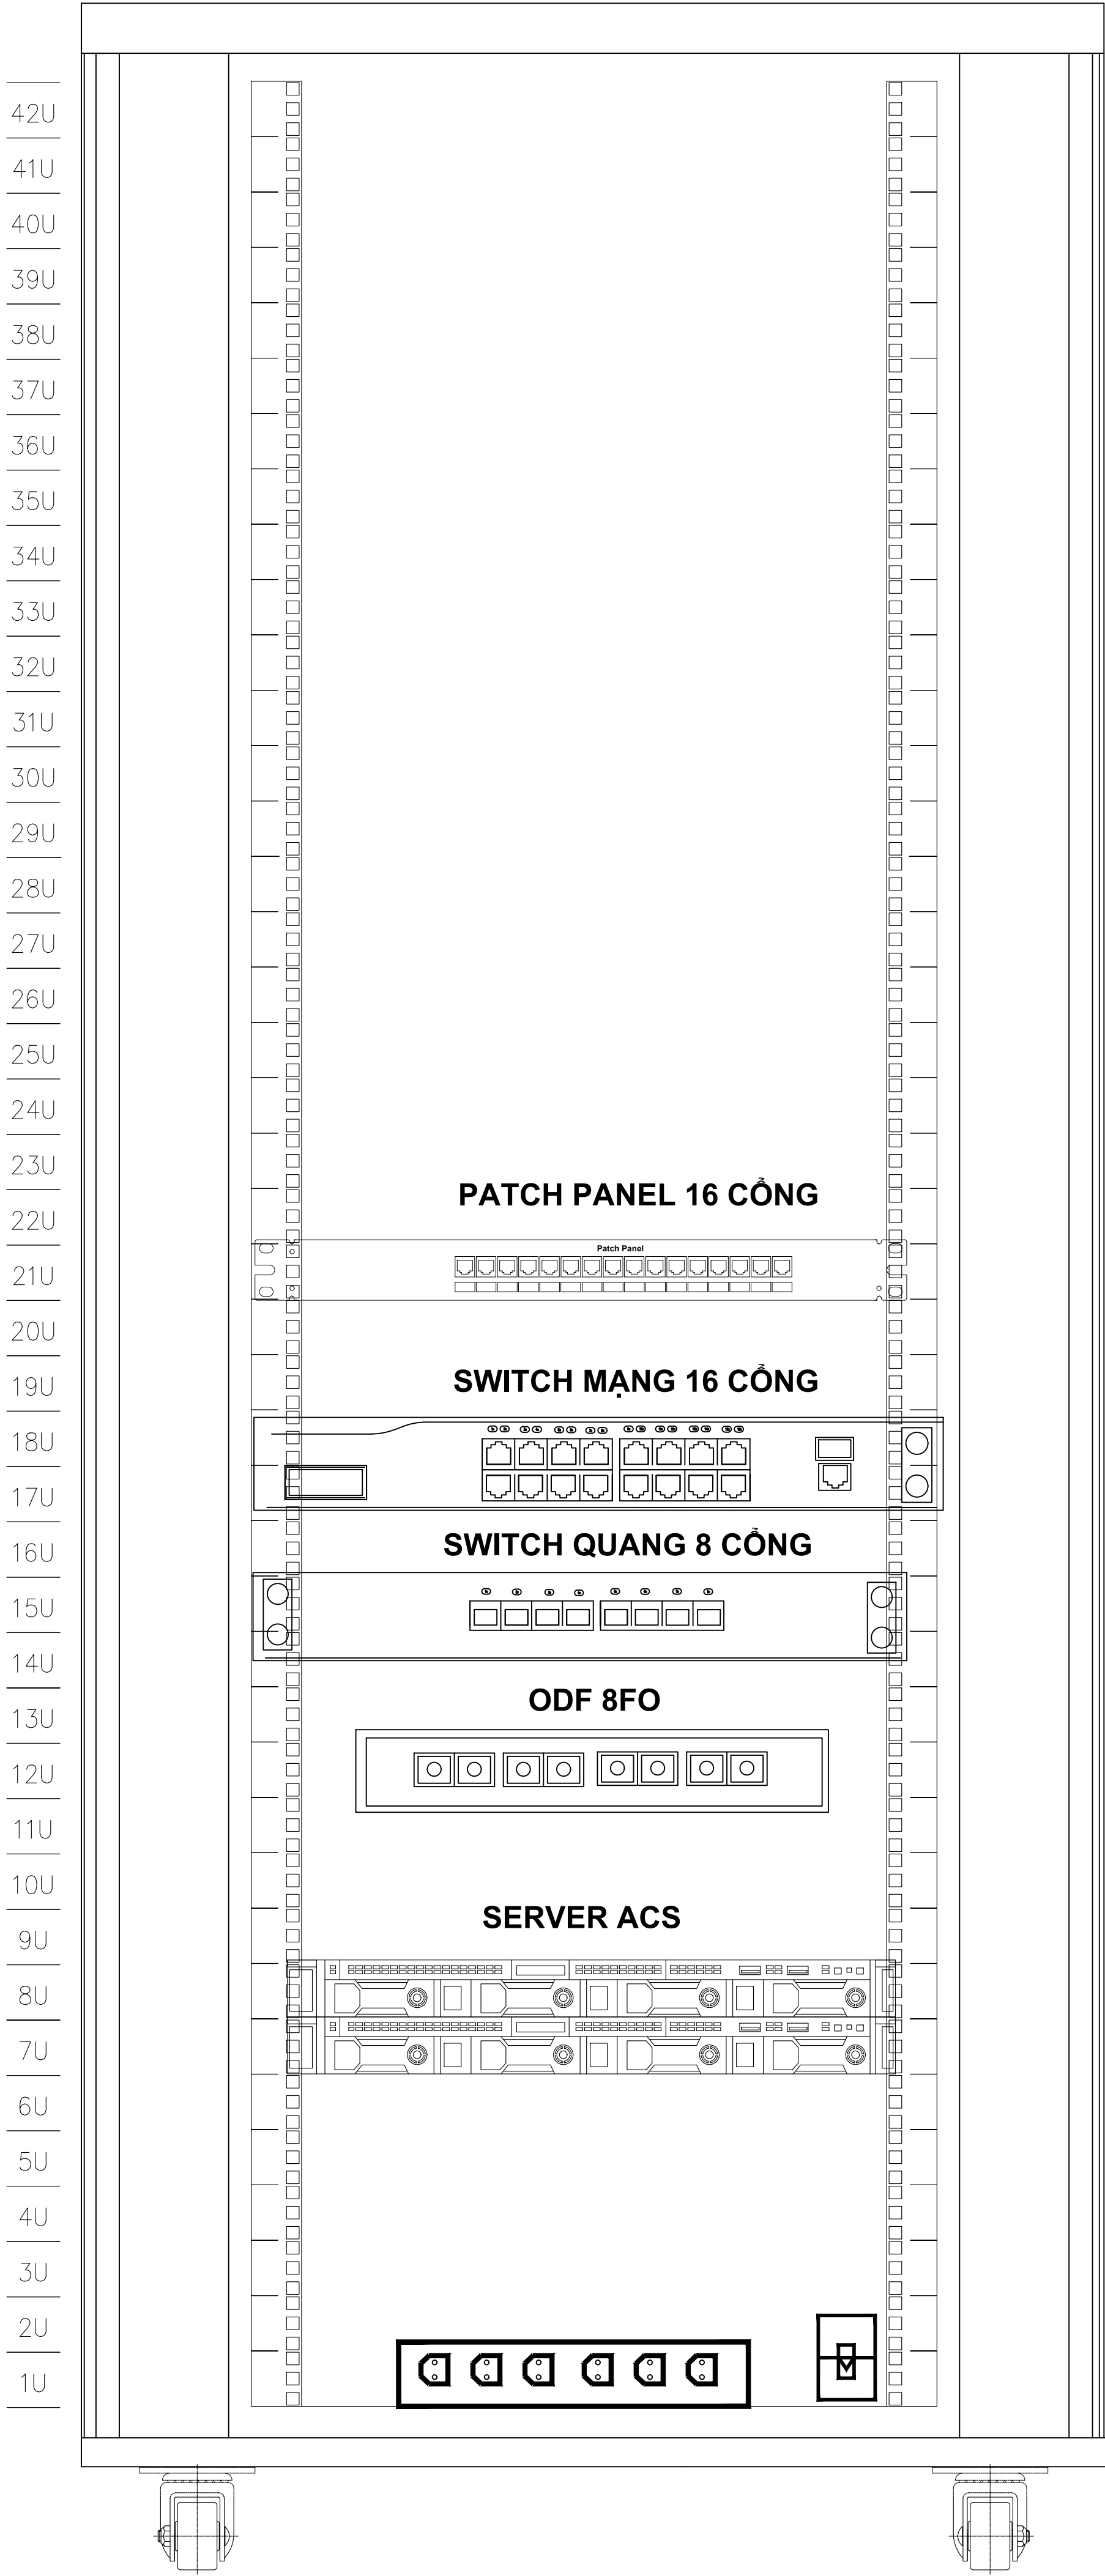 42U
41U
40U
39U
38U
37U
36U
35U
34U
33U
32U
31U
30U
29U
28U
27U
26U
25U
24U
23U
PATCH PANEL 16 CỔNG
22U
Patch Panel
21U
20U
SWITCH MẠNG 16 CỔNG
19U
18U
17U
SWITCH QUANG 8 CỔNG
16U
15U
14U
ODF 8FO
13U
12U
11U
10U
SERVER ACS
9U
8U
7U
6U
5U
4U
3U
2U
1U